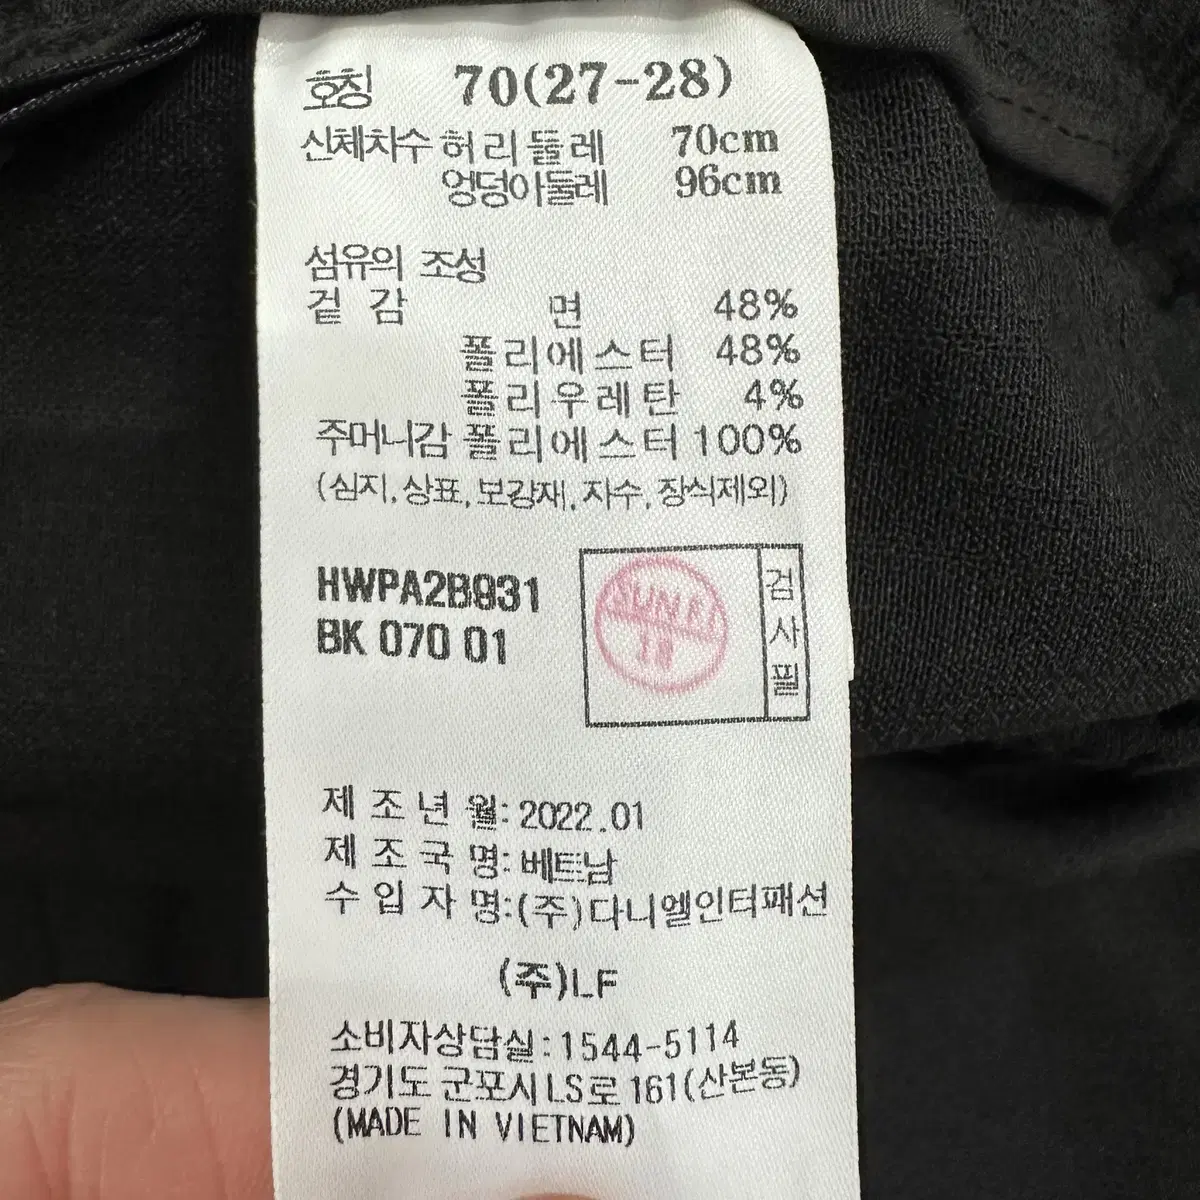 호칭 70(27-28)
신체치수 허리둘레 70cm
엉덩이둘레 96cm
섬유의 조성
겉감 면 48%
폴리에스터 48%
폴리우레탄 4%
주머니감 폴리에스터 100%
(심지,상표,보강재,자수,장식제외)
HWPA2B931
BK 070 01
검사필
제조년월:2022.01
제조국명:베트남
수입자명:(주)다니엘인터패션
(주)LF
소비자상담실:1544-5114
경기도 군포시 LS로 161(산본동)
(MADE IN VIETNAM)